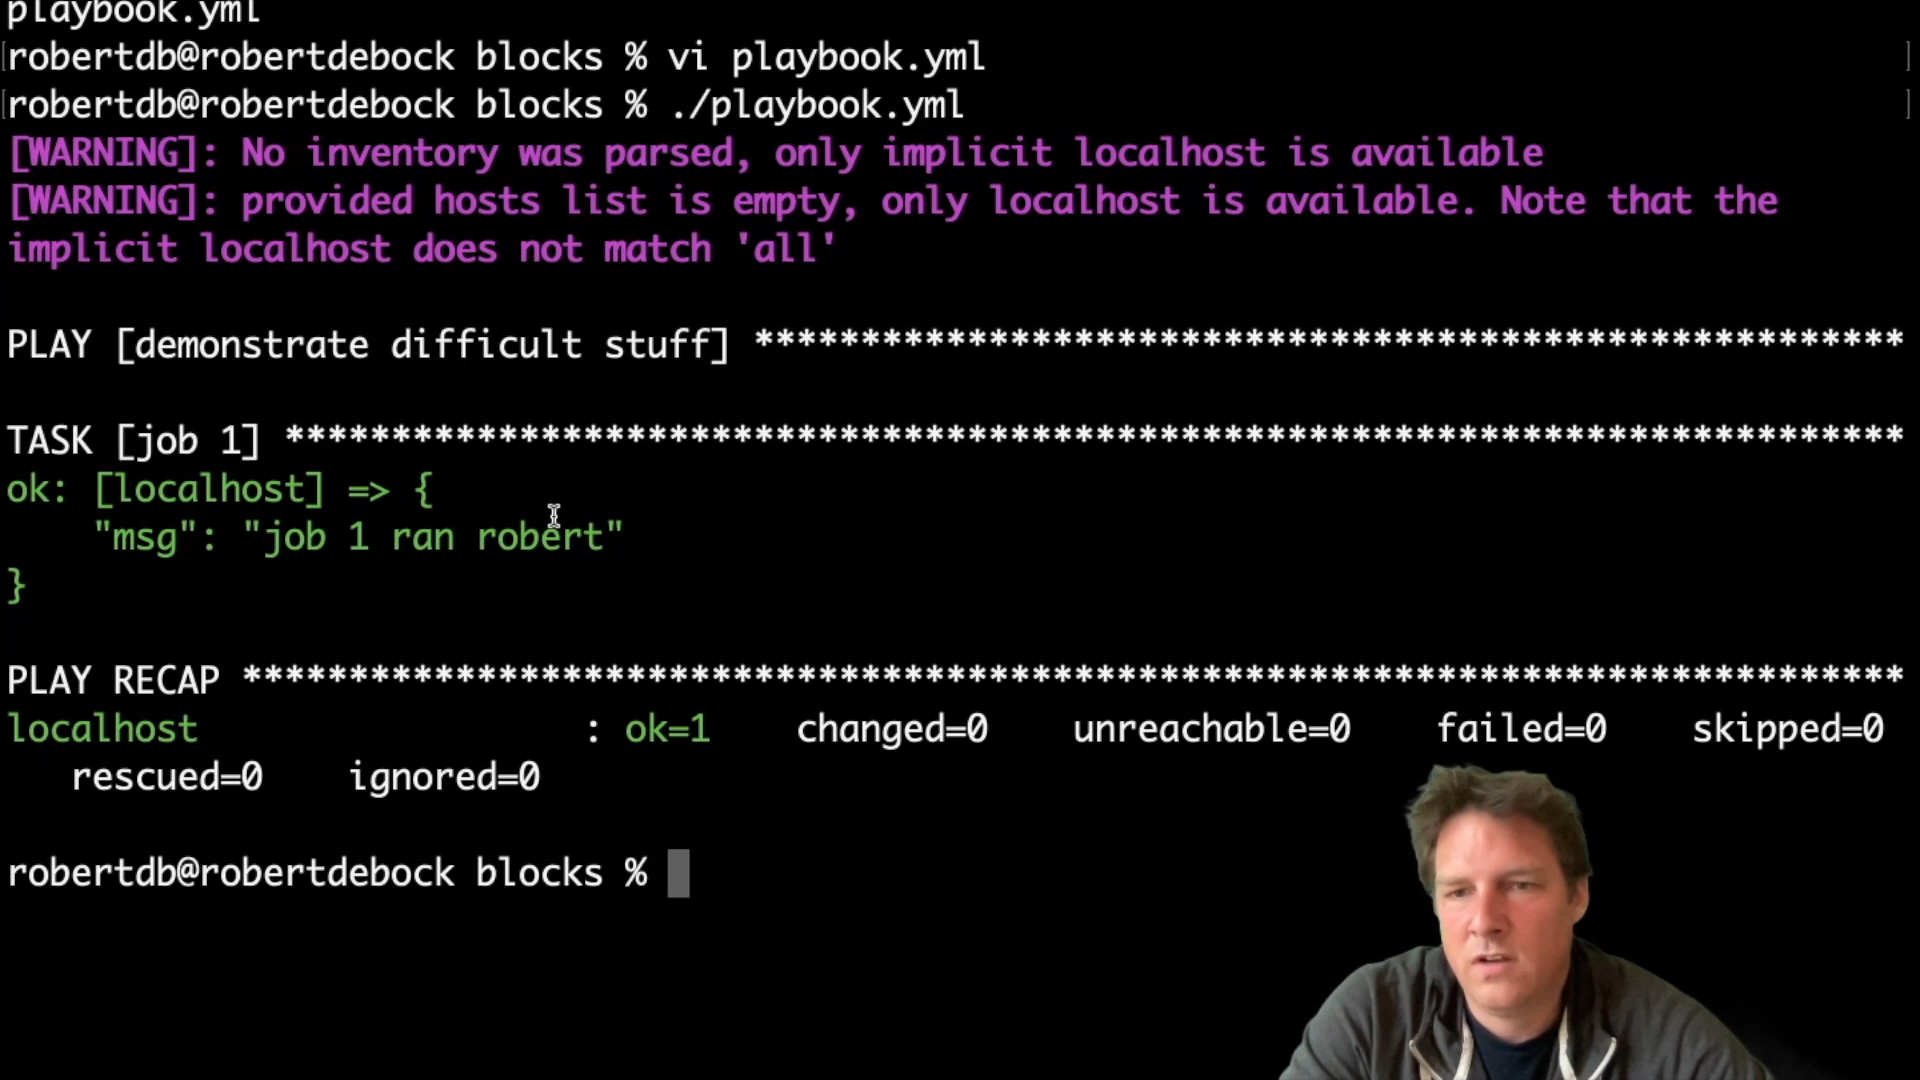 playbook.yml
[robertdb@robertdebock blocks % vi playbook.yml ]
[robertdb@robertdebock blocks % ./playbook.yml ]
[WARNING]: No inventory was parsed, only implicit localhost is available
[WARNING]: provided hosts list is empty, only localhost is available. Note that the
implicit localhost does not match 'all'
PLAY [demonstrate difficult stuff] ******************************************************
TASK [job 1] ****************************************************************************
ok: [localhost] => {
    "msg": "job 1 ran robert"
}
PLAY RECAP ******************************************************************************
localhost                  : ok=1    changed=0    unreachable=0    failed=0    skipped=0
   rescued=0    ignored=0
robertdb@robertdebock blocks %